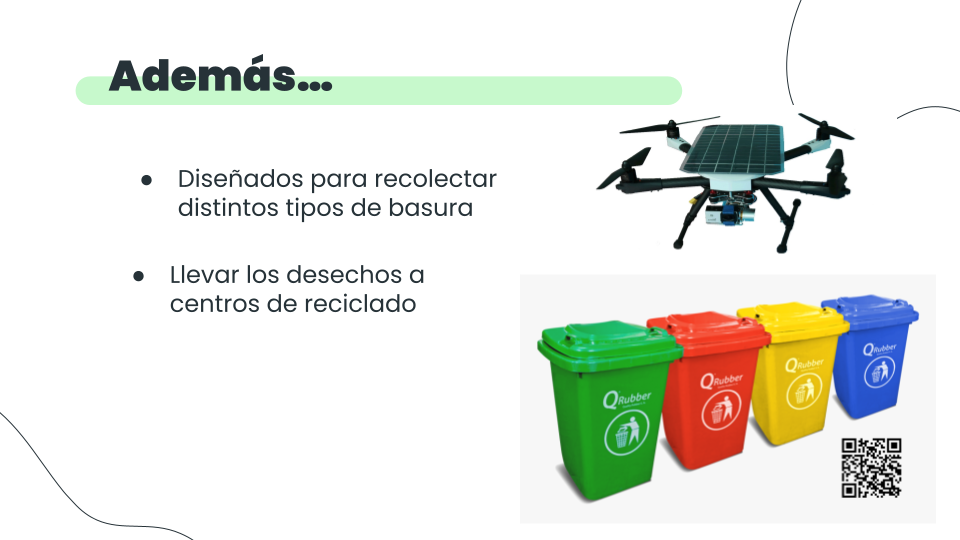 Además...
● Diseñados para recolectar
distintos tipos de basura
● Llevar los desechos a
centros de reciclado
QRubber
QRubber
QRubber
QRubber